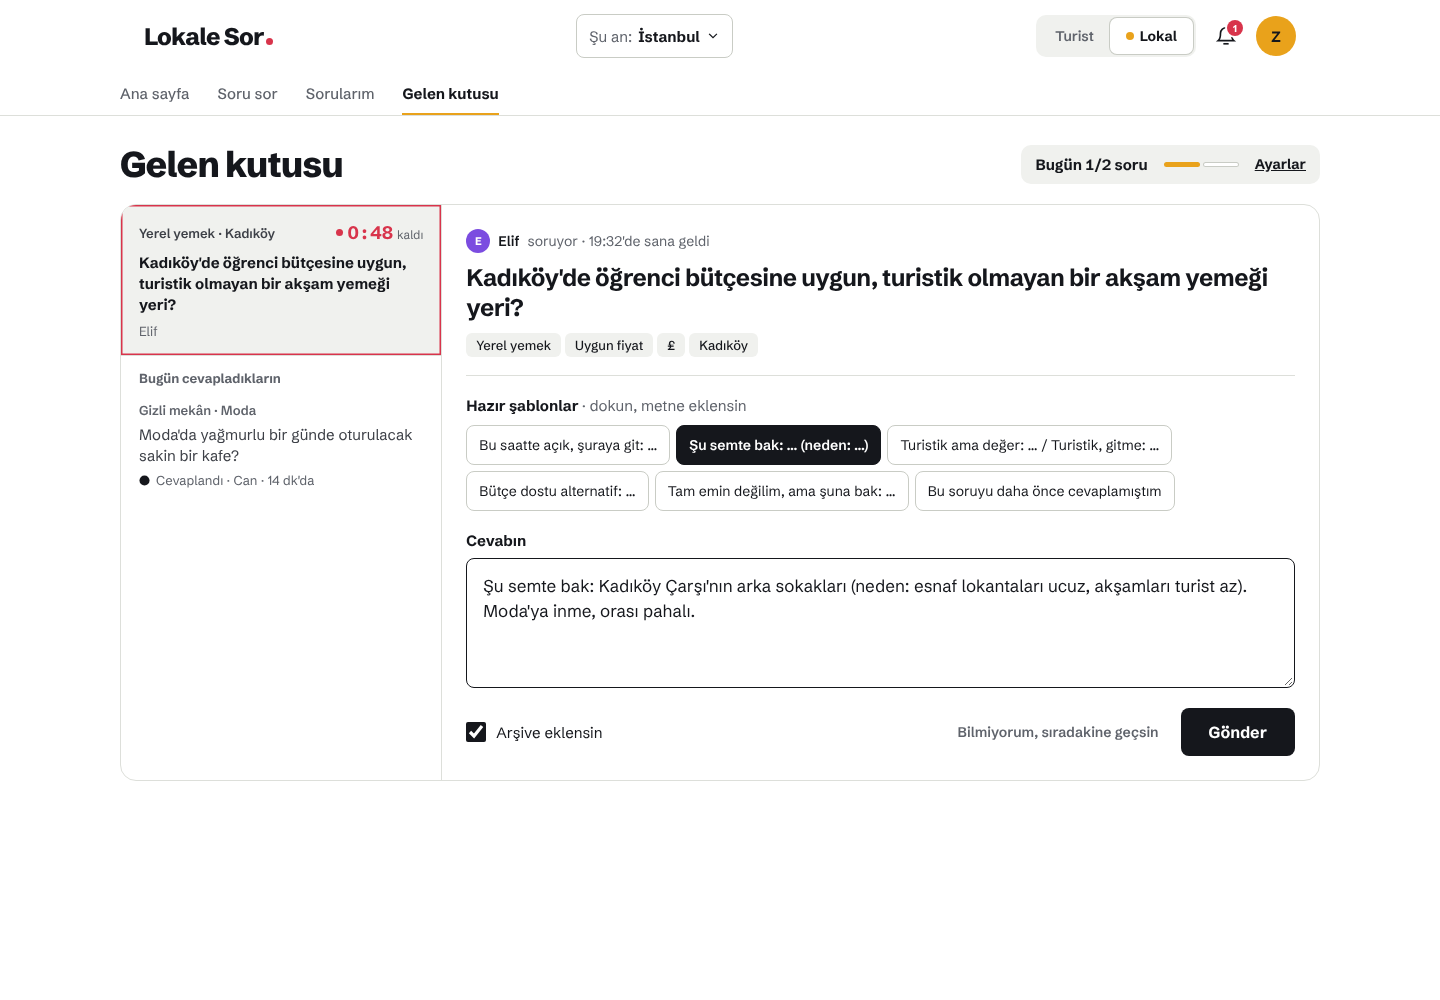 Lokale Sor.
Şu an: İstanbul
Turist
Lokal
1
Z
Ana sayfa
Soru sor
Sorularım
Gelen kutusu
Gelen kutusu
Bugün 1/2 soru
Ayarlar
Yerel yemek · Kadıköy
0:48 kaldı
Kadıköy'de öğrenci bütçesine uygun,
turistik olmayan bir akşam yemeği
yeri?
Elif
Bugün cevapladıkların
Gizli mekân · Moda
Moda'da yağmurlu bir günde oturulacak
sakin bir kafe?
Cevaplandı · Can · 14 dk'da
E
Elif soruyor · 19:32'de sana geldi
Kadıköy'de öğrenci bütçesine uygun, turistik olmayan bir akşam yemeği
yeri?
Yerel yemek
Uygun fiyat
£
Kadıköy
Hazır şablonlar · dokun, metne eklensin
Bu saatte açık, şuraya git: ...
Şu semte bak: ... (neden: ...)
Turistik ama değer: ... / Turistik, gitme: ...
Bütçe dostu alternatif: ...
Tam emin değilim, ama şuna bak: ...
Bu soruyu daha önce cevaplamıştım
Cevabın
Şu semte bak: Kadıköy Çarşı'nın arka sokakları (neden: esnaf lokantaları ucuz, akşamları turist az).
Moda'ya inme, orası pahalı.
Arşive eklensin
Bilmiyorum, sıradakine geçsin
Gönder